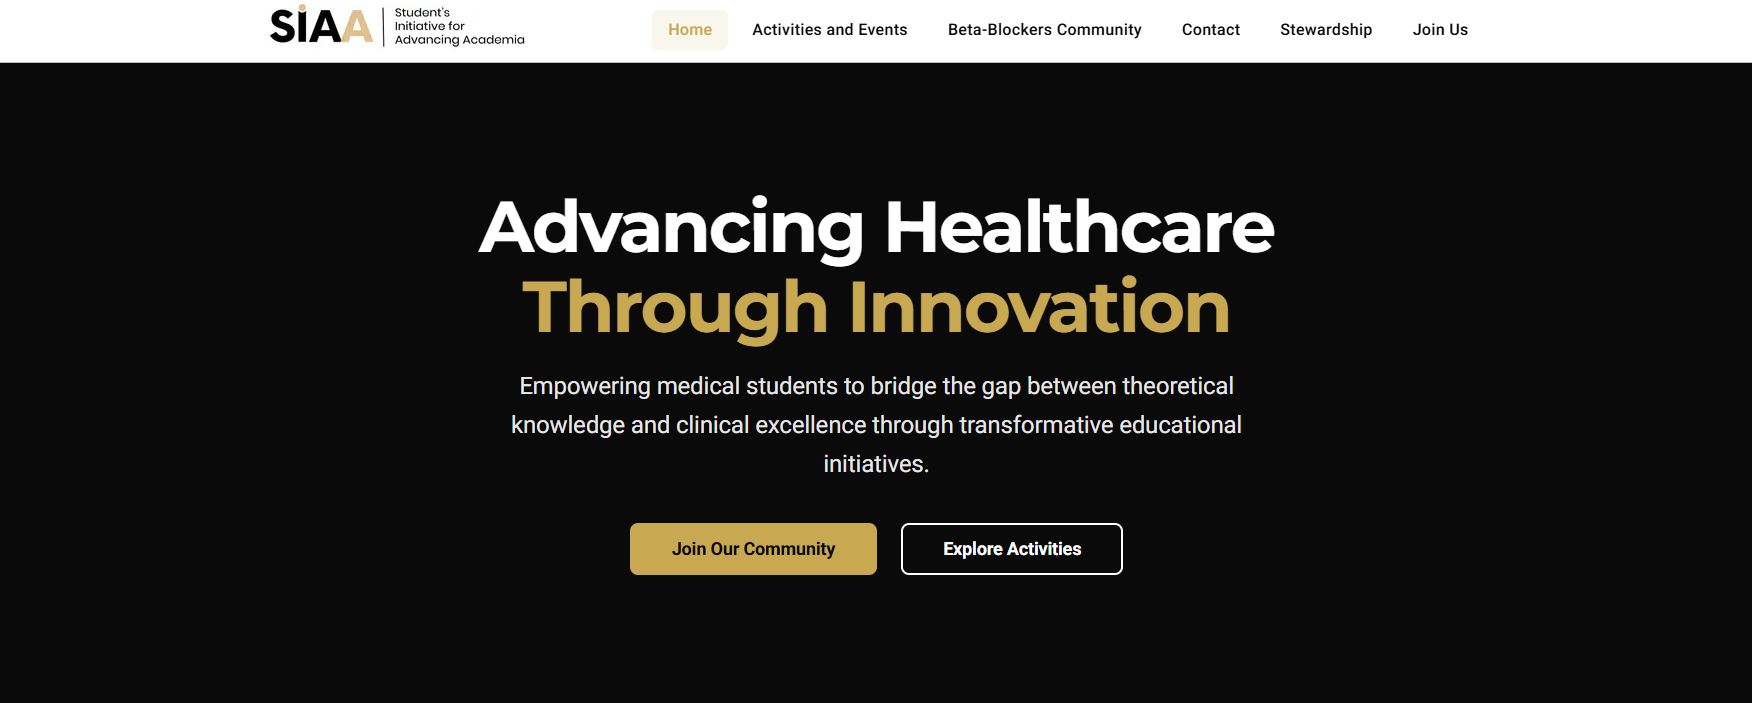 SiAA
Student's
Initiative for
Advancing Academia
Home
Activities and Events
Beta-Blockers Community
Contact
Stewardship
Join Us
Advancing Healthcare
Through Innovation
Empowering medical students to bridge the gap between theoretical
knowledge and clinical excellence through transformative educational
initiatives.
Join Our Community
Explore Activities